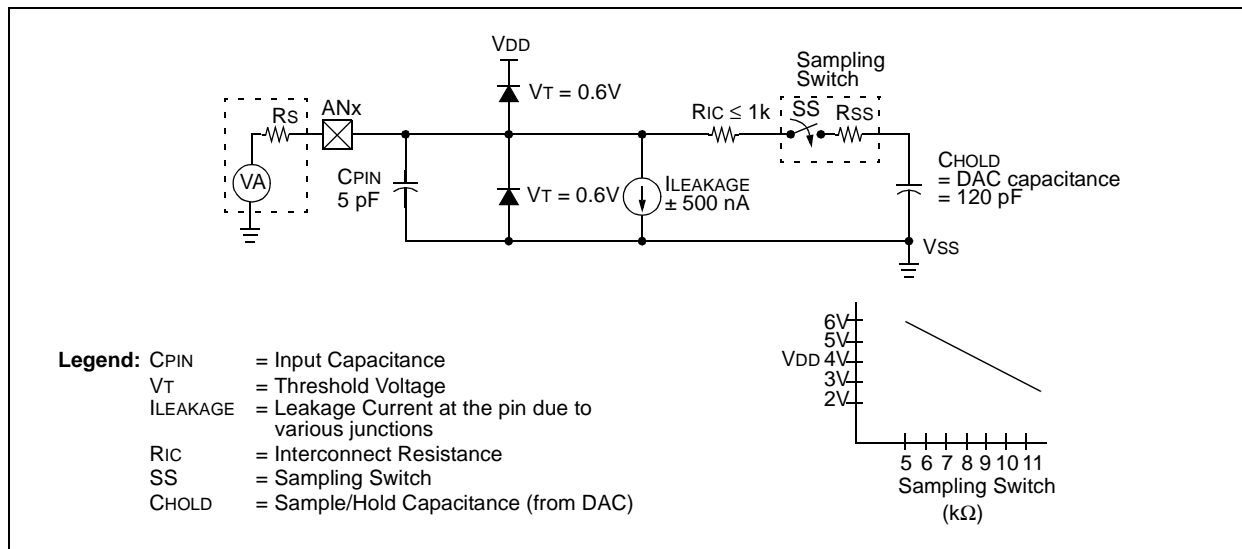 VDD
Sampling
Switch
VT = 0.6V
ANx
RS
RIC ≤ 1k
SS
RSS
VA
CPIN
5 pF
VT = 0.6V
ILEAKAGE
± 500 nA
CHOLD
= DAC capacitance
= 120 pF
VSS
6V
5V
VDD 4V
3V
2V
5 6 7 8 9 10 11
Sampling Switch
(kΩ)
Legend: CPIN = Input Capacitance
VT = Threshold Voltage
ILEAKAGE = Leakage Current at the pin due to
various junctions
RIC = Interconnect Resistance
SS = Sampling Switch
CHOLD = Sample/Hold Capacitance (from DAC)